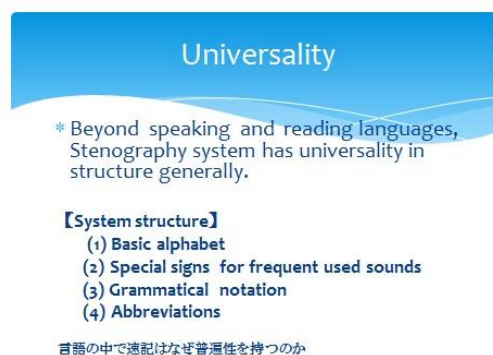 Universality
* Beyond speaking and reading languages,
Stenography system has universality in
structure generally.
【System structure】
(1) Basic alphabet
(2) Special signs for frequent used sounds
(3) Grammatical notation
(4) Abbreviations
言語の中で速記はなぜ普遍性を持つのか